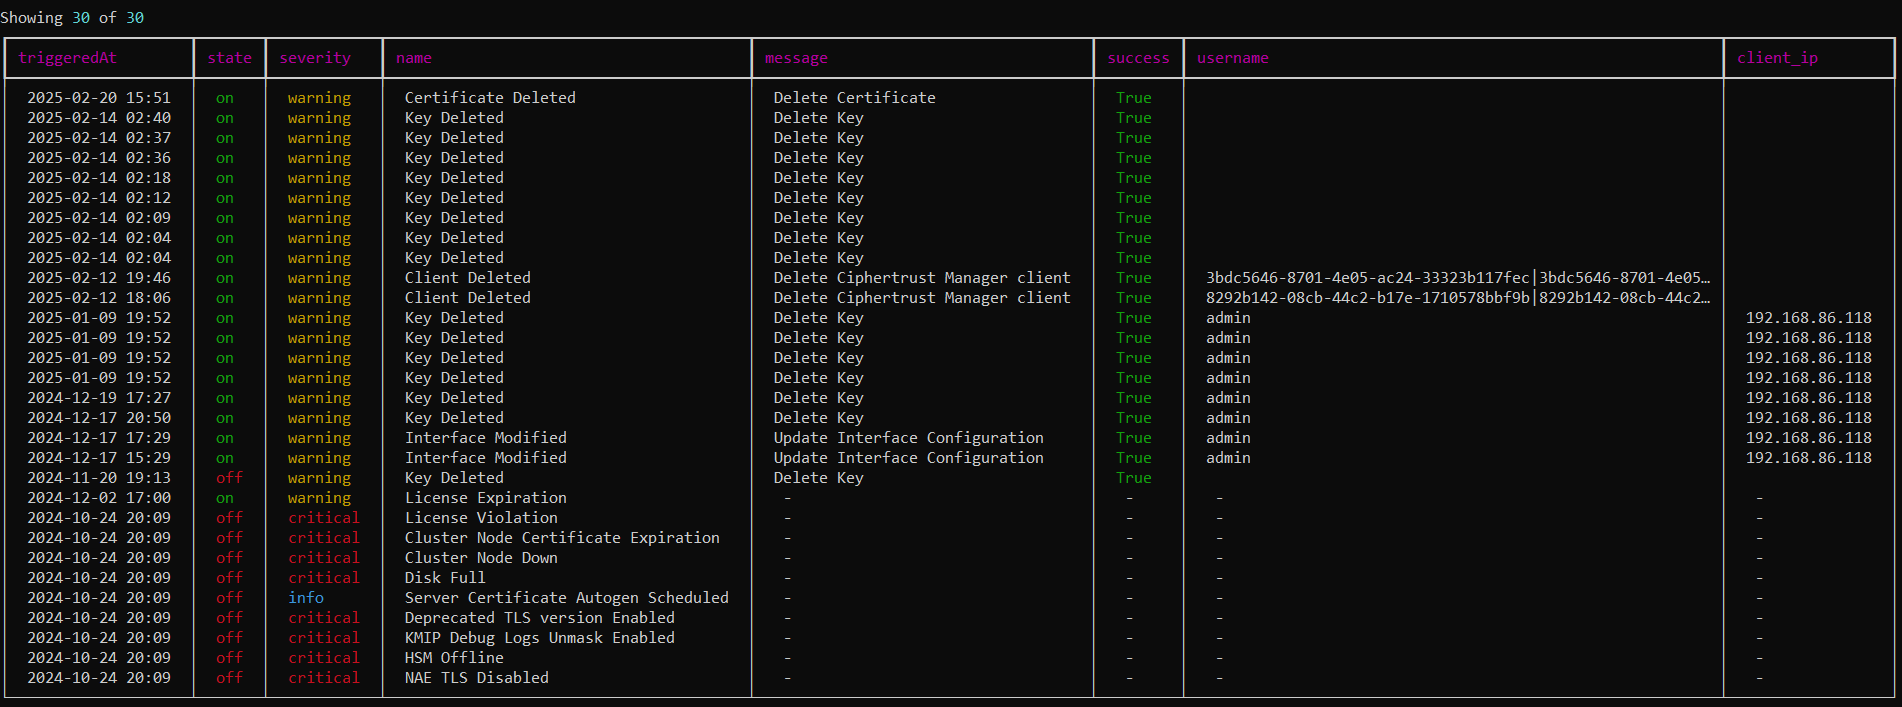 Showing 30 of 30
triggeredAt state severity name message success username client_ip
2025-02-20 15:51 on warning Certificate Deleted Delete Certificate True
2025-02-14 02:40 on warning Key Deleted Delete Key True
2025-02-14 02:37 on warning Key Deleted Delete Key True
2025-02-14 02:36 on warning Key Deleted Delete Key True
2025-02-14 02:18 on warning Key Deleted Delete Key True
2025-02-14 02:12 on warning Key Deleted Delete Key True
2025-02-14 02:09 on warning Key Deleted Delete Key True
2025-02-14 02:04 on warning Key Deleted Delete Key True
2025-02-14 02:04 on warning Key Deleted Delete Key True
2025-02-12 19:46 on warning Client Deleted Delete Ciphertrust Manager client True 3bdc5646-8701-4e05-ac24-33323b117fec|3bdc5646-8701-4e05…
2025-02-12 18:06 on warning Client Deleted Delete Ciphertrust Manager client True 8292b142-08cb-44c2-b17e-1710578bbf9b|8292b142-08cb-44c2…
2025-01-09 19:52 on warning Key Deleted Delete Key True admin 192.168.86.118
2025-01-09 19:52 on warning Key Deleted Delete Key True admin 192.168.86.118
2025-01-09 19:52 on warning Key Deleted Delete Key True admin 192.168.86.118
2025-01-09 19:52 on warning Key Deleted Delete Key True admin 192.168.86.118
2024-12-19 17:27 on warning Key Deleted Delete Key True admin 192.168.86.118
2024-12-17 20:50 on warning Key Deleted Delete Key True admin 192.168.86.118
2024-12-17 17:29 on warning Interface Modified Update Interface Configuration True admin 192.168.86.118
2024-12-17 15:29 on warning Interface Modified Update Interface Configuration True admin 192.168.86.118
2024-11-20 19:13 off warning Key Deleted Delete Key True
2024-12-02 17:00 on warning License Expiration - - - -
2024-10-24 20:09 off critical License Violation - - - -
2024-10-24 20:09 off critical Cluster Node Certificate Expiration - - - -
2024-10-24 20:09 off critical Cluster Node Down - - - -
2024-10-24 20:09 off critical Disk Full - - - -
2024-10-24 20:09 off info Server Certificate Autogen Scheduled - - - -
2024-10-24 20:09 off critical Deprecated TLS version Enabled - - - -
2024-10-24 20:09 off critical KMIP Debug Logs Unmask Enabled - - - -
2024-10-24 20:09 off critical HSM Offline - - - -
2024-10-24 20:09 off critical NAE TLS Disabled - - - -